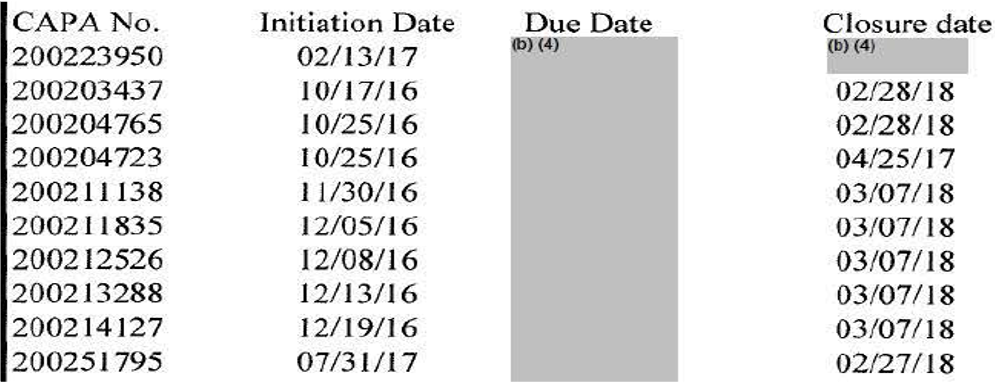 CAPA No. Initiation Date Due Date Closure date
200223950 02/13/17 (b) (4) (b) (4)
200203437 10/17/16 02/28/18
200204765 10/25/16 02/28/18
200204723 10/25/16 04/25/17
200211138 11/30/16 03/07/18
200211835 12/05/16 03/07/18
200212526 12/08/16 03/07/18
200213288 12/13/16 03/07/18
200214127 12/19/16 03/07/18
200251795 07/31/17 02/27/18